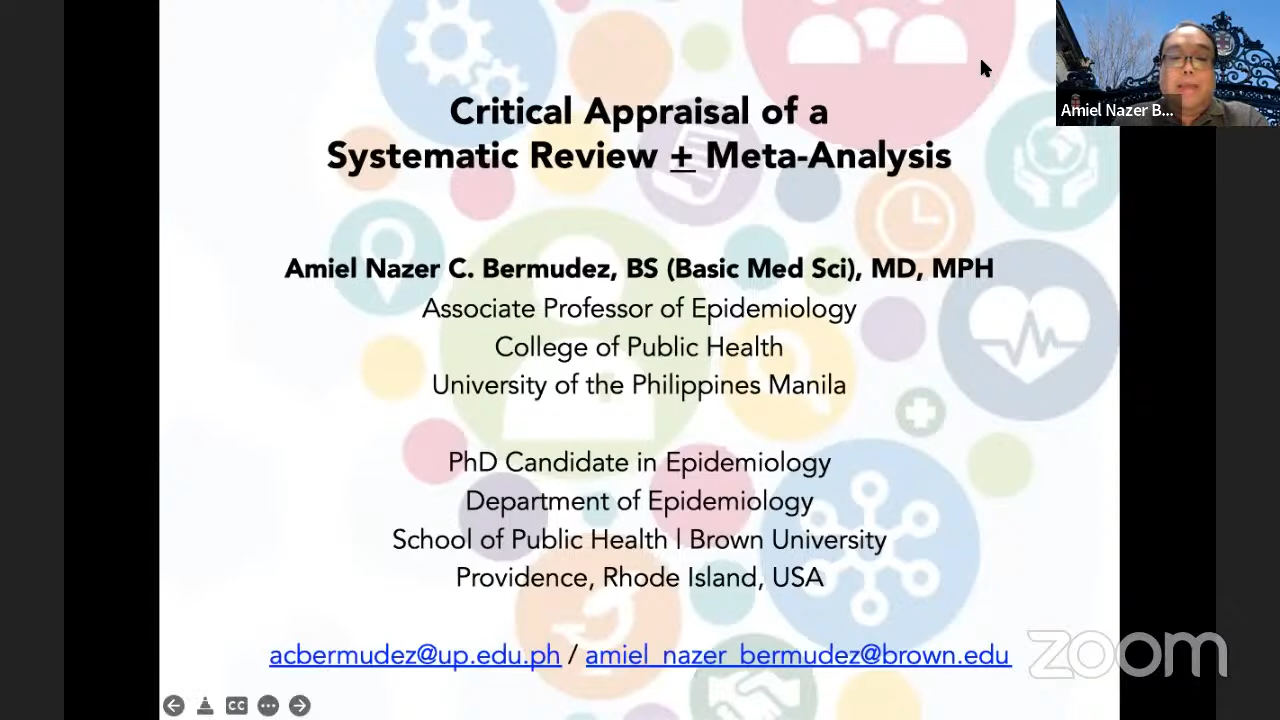 Critical Appraisal of a
Systematic Review ± Meta-Analysis
Amiel Nazer C. Bermudez, BS (Basic Med Sci), MD, MPH
Associate Professor of Epidemiology
College of Public Health
University of the Philippines Manila
PhD Candidate in Epidemiology
Department of Epidemiology
School of Public Health | Brown University
Providence, Rhode Island, USA
acbermudez@up.edu.ph / amiel_nazer_bermudez@brown.edu
Amiel Nazer B...
zoom
CC